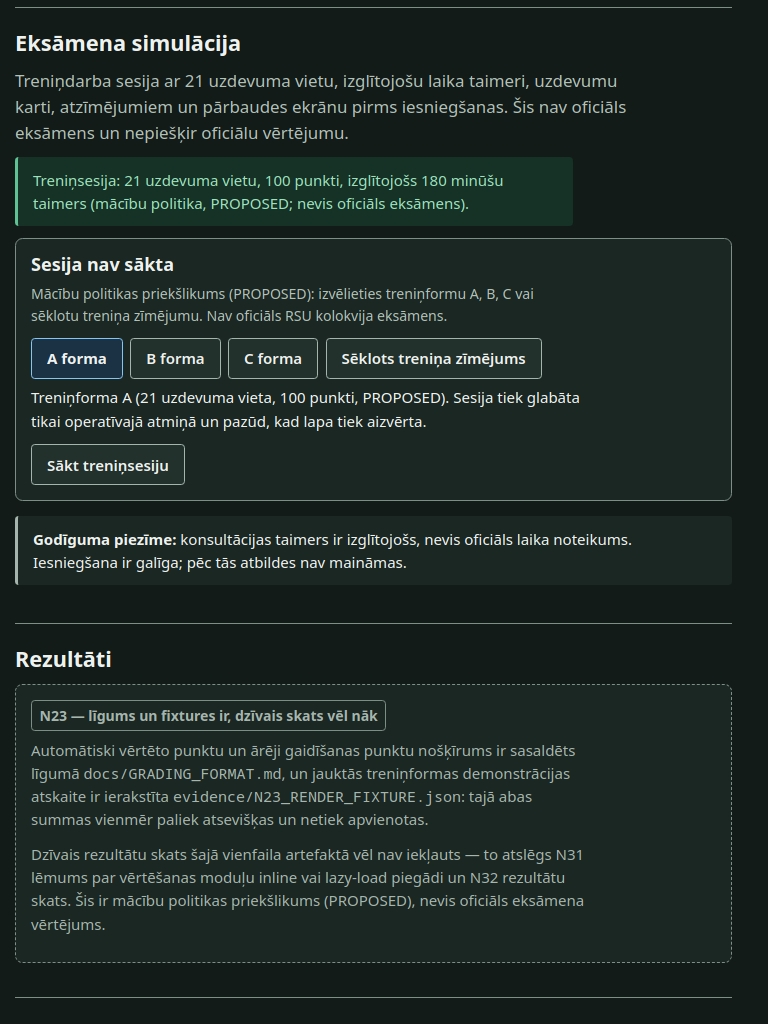 Eksāmena simulācija
Treniņdarba sesija ar 21 uzdevuma vietu, izglītojošu laika taimeri, uzdevumu
karti, atzīmējumiem un pārbaudes ekrānu pirms iesniegšanas. Šis nav oficiāls
eksāmens un nepiešķir oficiālu vērtējumu.
Treniņsesija: 21 uzdevuma vietu, 100 punkti, izglītojošs 180 minūšu
taimers (mācību politika, PROPOSED; nevis oficiāls eksāmens).
Sesija nav sākta
Mācību politikas priekšlikums (PROPOSED): izvēlieties treniņformu A, B, C vai
sēklotu treniņa zīmējumu. Nav oficiāls RSU kolokvija eksāmens.
A forma B forma C forma Sēklots treniņa zīmējums
Treniņforma A (21 uzdevuma vieta, 100 punkti, PROPOSED). Sesija tiek glabāta
tikai operatīvajā atmiņā un pazūd, kad lapa tiek aizvērta.
Sākt treniņsesiju
Godīguma piezīme: konsultācijas taimers ir izglītojošs, nevis oficiāls laika noteikums.
Iesniegšana ir galīga; pēc tās atbildes nav maināmas.
Rezultāti
N23 — līgums un fixtures ir, dzīvais skats vēl nāk
Automātiski vērtēto punktu un ārēji gaidīšanas punktu nošķīrums ir sasaldēts
līgumā docs/GRADING_FORMAT.md, un jauktās treniņformas demonstrācijas
atskaite ir ierakstīta evidence/N23_RENDER_FIXTURE.json: tajā abas
summas vienmēr paliek atsevišķas un netiek apvienotas.
Dzīvais rezultātu skats šajā vienfaila artefaktā vēl nav iekļauts — to atslēgs N31
lēmums par vērtēšanas moduļu inline vai lazy-load piegādi un N32 rezultātu
skats. Šis ir mācību politikas priekšlikums (PROPOSED), nevis oficiāls eksāmena
vērtējums.